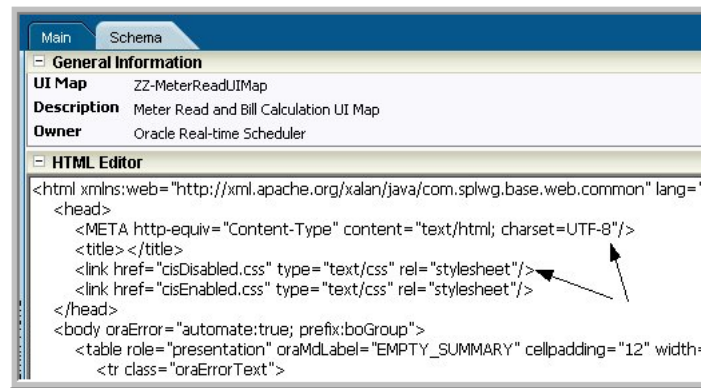 Main Schema
General Information
UI Map ZZ-MeterReadUIMap
Description Meter Read and Bill Calculation UI Map
Owner Oracle Real-time Scheduler
HTML Editor
<html xmlns:web="http://xml.apache.org/xalan/java/com.splwg.base.web.common" lang="
<head>
<META http-equiv="Content-Type" content="text/html; charset=UTF-8"/>
<title></title>
<link href="cisDisabled.css" type="text/css" rel="stylesheet"/>
<link href="cisEnabled.css" type="text/css" rel="stylesheet"/>
</head>
<body oraError="automate:true; prefix:boGroup">
<table role="presentation" oraMdLabel="EMPTY_SUMMARY" cellpadding="12" width=
<tr class="oraErrorText">